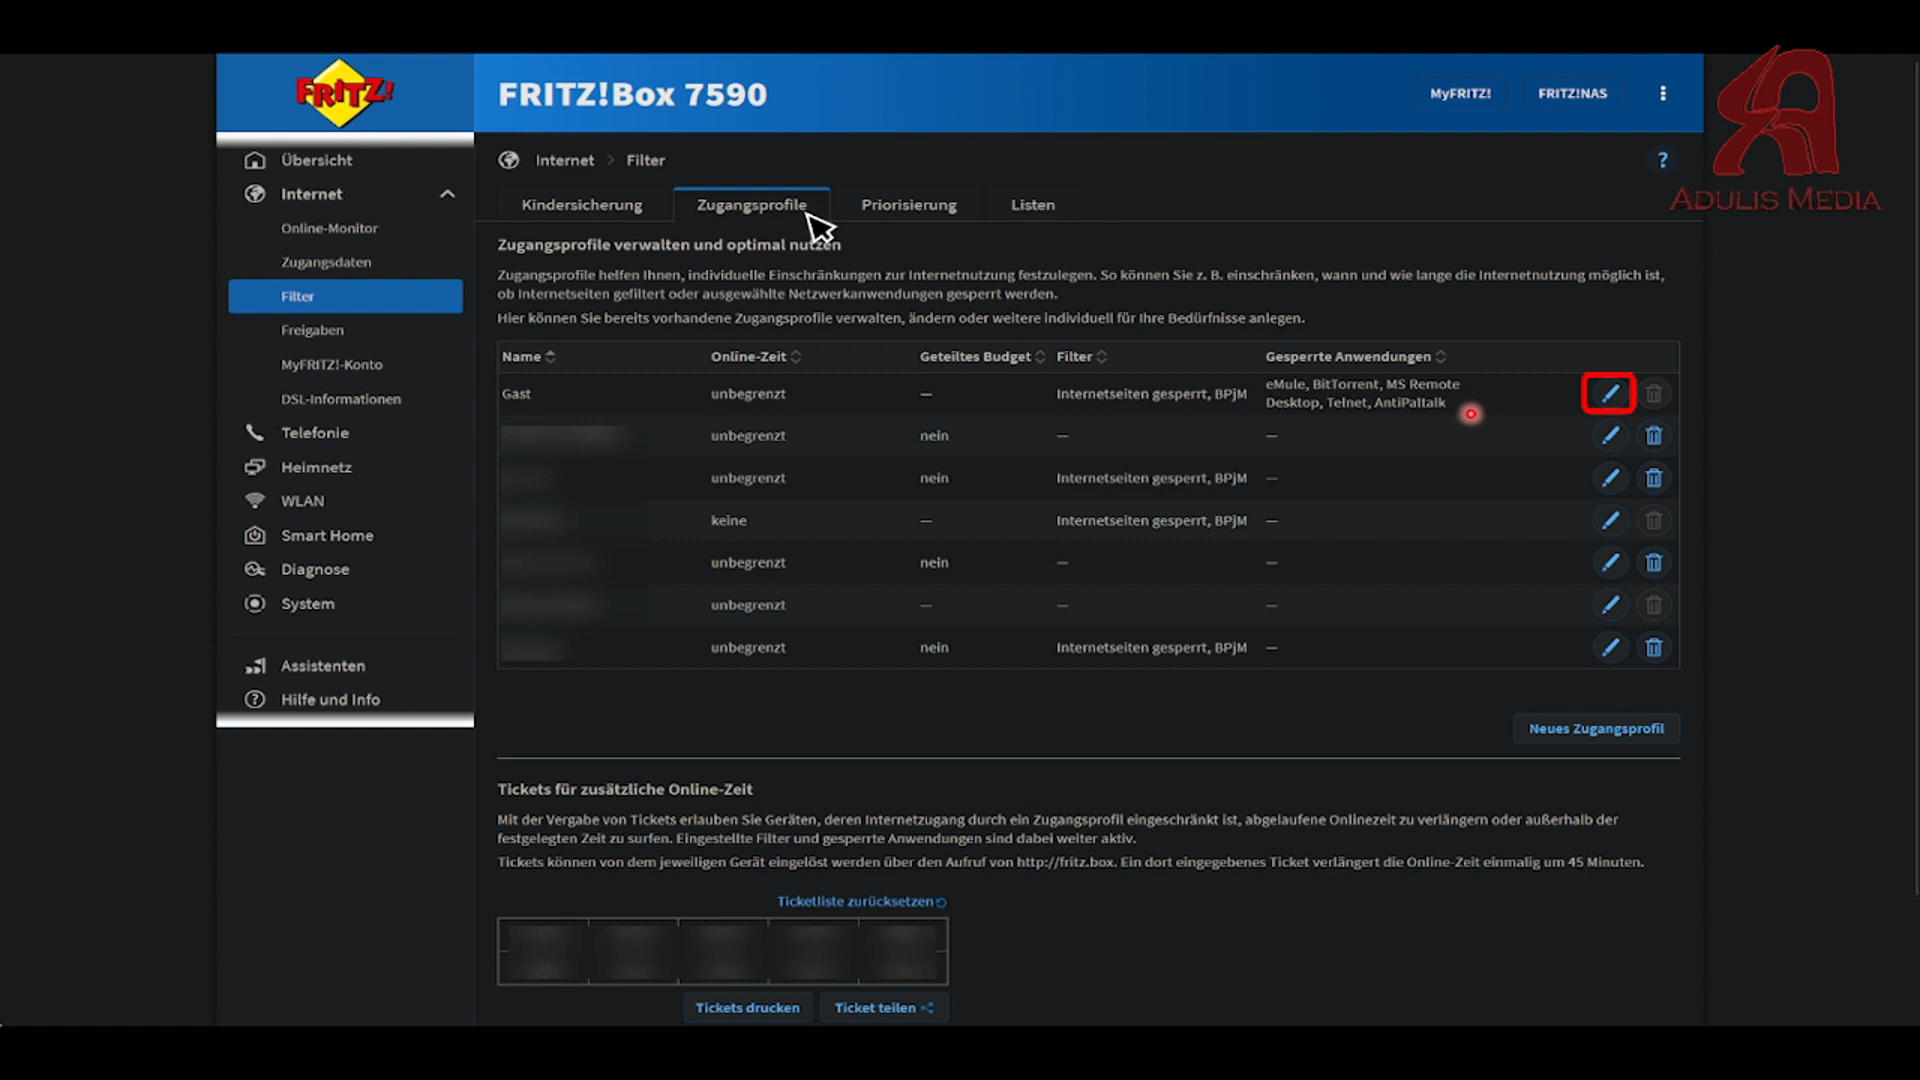 FRITZ!
FRITZ!Box 7590
MyFRITZ!
FRITZ!NAS
ADULIS MEDIA
Übersicht
Internet
Online-Monitor
Zugangsdaten
Filter
Freigaben
MyFRITZ!-Konto
DSL-Informationen
Telefonie
Heimnetz
WLAN
Smart Home
Diagnose
System
Assistenten
Hilfe und Info
Internet > Filter
?
Kindersicherung Zugangsprofile Priorisierung Listen
Zugangsprofile verwalten und optimal nutzen
Zugangsprofile helfen Ihnen, individuelle Einschränkungen zur Internetnutzung festzulegen. So können Sie z. B. einschränken, wann und wie lange die Internetnutzung möglich ist,
ob Internetseiten gefiltert oder ausgewählte Netzwerkanwendungen gesperrt werden.
Hier können Sie bereits vorhandene Zugangsprofile verwalten, ändern oder weitere individuell für Ihre Bedürfnisse anlegen.
Name Online-Zeit Geteiltes Budget Filter Gesperrte Anwendungen
Gast unbegrenzt — Internetseiten gesperrt, BPjM eMule, BitTorrent, MS Remote
Desktop, Telnet, AntiPaltalk
unbegrenzt nein — —
unbegrenzt nein Internetseiten gesperrt, BPjM —
keine — Internetseiten gesperrt, BPjM —
unbegrenzt nein — —
unbegrenzt — — —
unbegrenzt nein Internetseiten gesperrt, BPjM —
Neues Zugangsprofil
Tickets für zusätzliche Online-Zeit
Mit der Vergabe von Tickets erlauben Sie Geräten, deren Internetzugang durch ein Zugangsprofil eingeschränkt ist, abgelaufene Onlinezeit zu verlängern oder außerhalb der
festgelegten Zeit zu surfen. Eingestellte Filter und gesperrte Anwendungen sind dabei weiter aktiv.
Tickets können von dem jeweiligen Gerät eingelöst werden über den Aufruf von http://fritz.box. Ein dort eingegebenes Ticket verlängert die Online-Zeit einmalig um 45 Minuten.
Ticketliste zurücksetzen
Tickets drucken
Ticket teilen